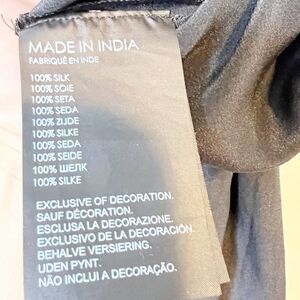 MADE IN INDIA
FABRIQUÉ EN INDE
100% SILK
100% SOIE
100% SETA
100% SEDA
100% ZIJDE
100% SILKE
100% SEDA
100% SEIDE
100% ШЕЛК
100% SILKE
EXCLUSIVE OF DECORATION.
SAUF DÉCORATION.
ESCLUSA LA DECORAZIONE.
EXCLUSIVO DE LA DECORACIÓN.
BEHALVE VERSIERING.
UDEN PYNT.
NÃO INCLUI A DECORAÇÃO.